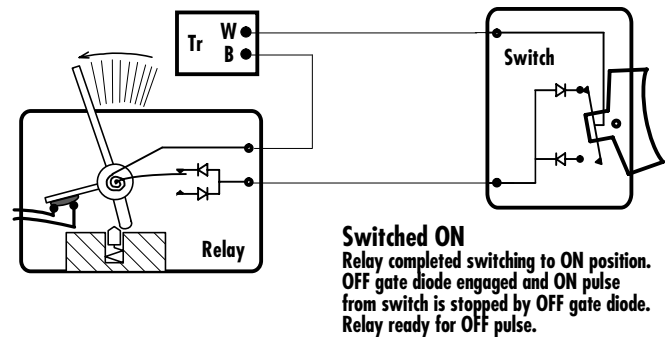 Tr W
B
Switch
Relay
Switched ON
Relay completed switching to ON position.
OFF gate diode engaged and ON pulse
from switch is stopped by OFF gate diode.
Relay ready for OFF pulse.